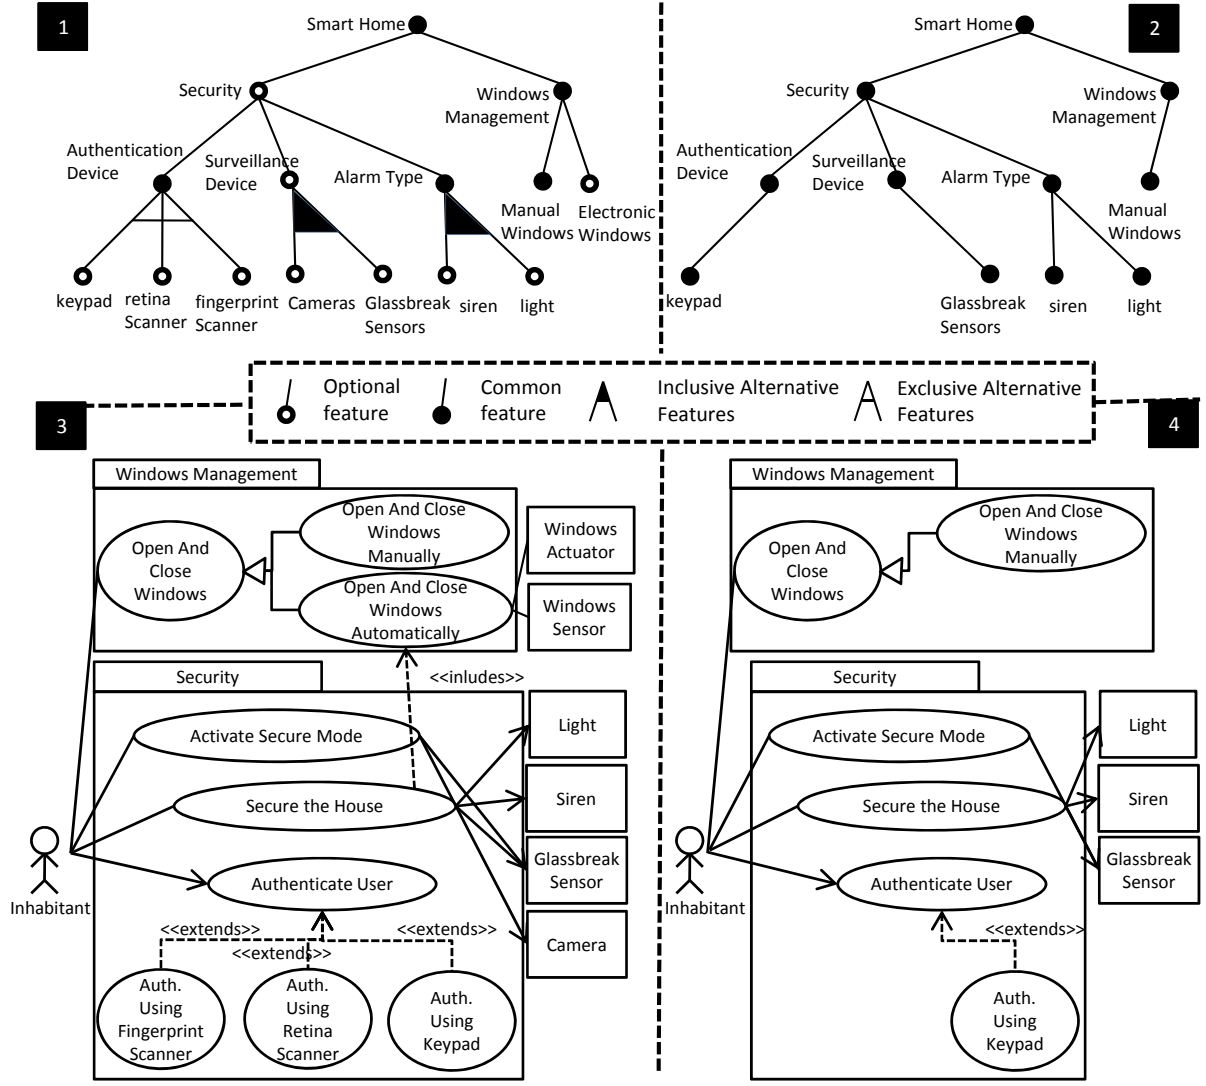 1
Smart Home
Security
Windows
Management
Authentication
Device
Surveillance
Device
Alarm Type
Manual
Windows
Electronic
Windows
keypad
retina
Scanner
fingerprint
Scanner
Cameras
Glassbreak
Sensors
siren
light
2
Smart Home
Security
Windows
Management
Authentication
Device
Surveillance
Device
Alarm Type
Manual
Windows
keypad
Glassbreak
Sensors
siren
light
Optional
feature
Common
feature
Inclusive Alternative
Features
Exclusive Alternative
Features
3
Windows Management
Open And
Close
Windows
Open And Close
Windows
Manually
Open And Close
Windows
Automatically
Windows
Actuator
Windows
Sensor
<<inludes>>
Security
Activate Secure Mode
Secure the House
Authenticate User
Light
Siren
Glassbreak
Sensor
Camera
Inhabitant
<<extends>>
<<extends>>
<<extends>>
Auth.
Using
Fingerprint
Scanner
Auth.
Using
Retina
Scanner
Auth.
Using
Keypad
4
Windows Management
Open And
Close
Windows
Open And Close
Windows
Manually
Security
Activate Secure Mode
Secure the House
Authenticate User
Light
Siren
Glassbreak
Sensor
Inhabitant
<<extends>>
Auth.
Using
Keypad